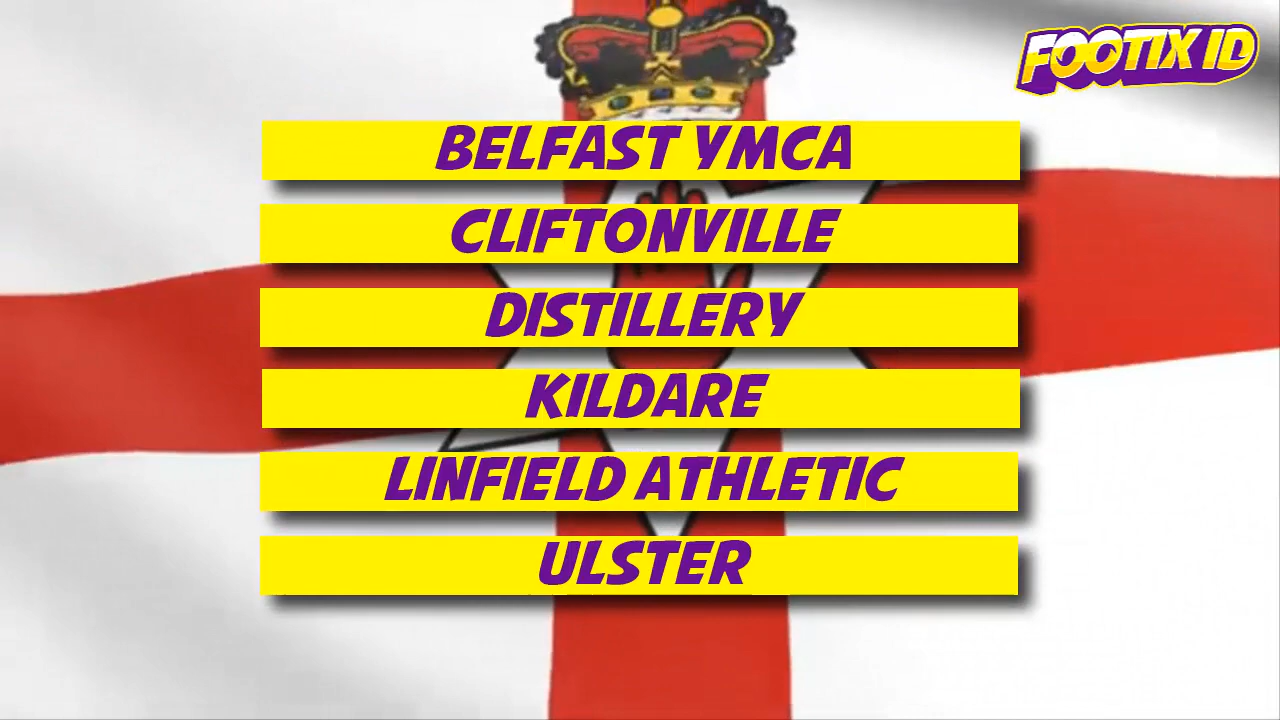 FOOTIX ID
BELFAST YMCA
CLIFTONVILLE
DISTILLERY
KILDARE
LINFIELD ATHLETIC
ULSTER